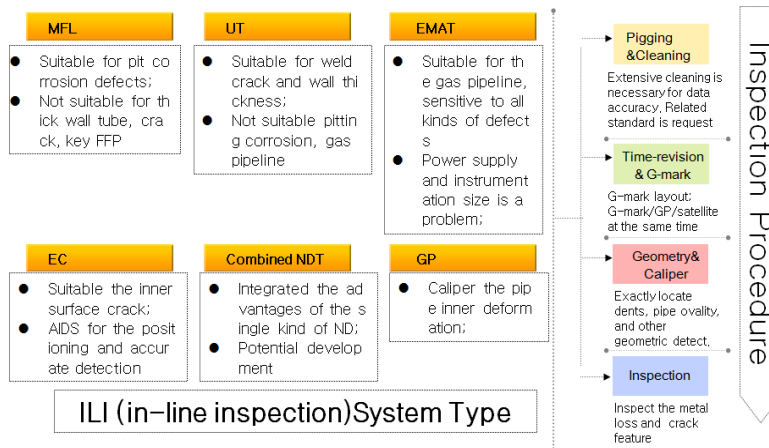 MFL
Suitable for pit co
rrosion defects;
Not suitable for th
ick wall tube, cra
ck, key FFP
UT
Suitable for weld
crack and wall thi
ckness;
Not suitable pittin
g corrosion, gas
pipeline
EMAT
Suitable for th
e gas pipeline,
sensitive to all
kinds of defect
s
Power supply
and instrument
ation size is a
problem;
EC
Suitable the inner
surface crack;
AIDS for the posit
ioning and accur
ate detection
Combined NDT
Integrated the ad
vantages of the s
ingle kind of ND;
Potential develop
ment
GP
Caliper the pip
e inner deform
ation;
ILI (in-line inspection)System Type
Pigging
&Cleaning
Extensive cleaning is
necessary for data
accuracy. Related
standard is request
Time-revision
& G-mark
G-mark layout;
G-mark/GP/satellite
at the same time
Geometry&
Caliper
Exactly locate
dents, pipe ovality,
and other
geometric detect.
Inspection
Inspect the metal
loss and crack
feature
Inspection Procedure